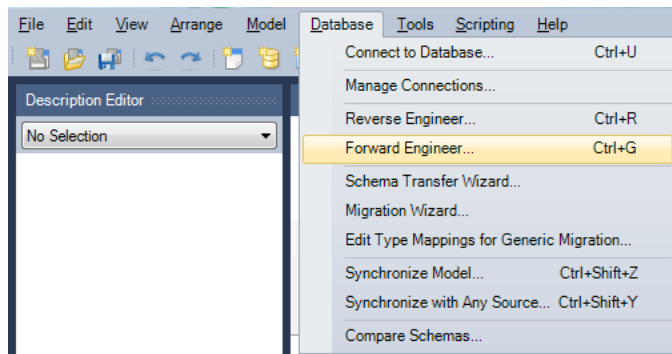 File Edit View Arrange Model Database Tools Scripting Help
Connect to Database... Ctrl+U
Manage Connections...
Description Editor
Reverse Engineer... Ctrl+R
No Selection
Forward Engineer... Ctrl+G
Schema Transfer Wizard...
Migration Wizard...
Edit Type Mappings for Generic Migration...
Synchronize Model... Ctrl+Shift+Z
Synchronize with Any Source... Ctrl+Shift+Y
Compare Schemas...